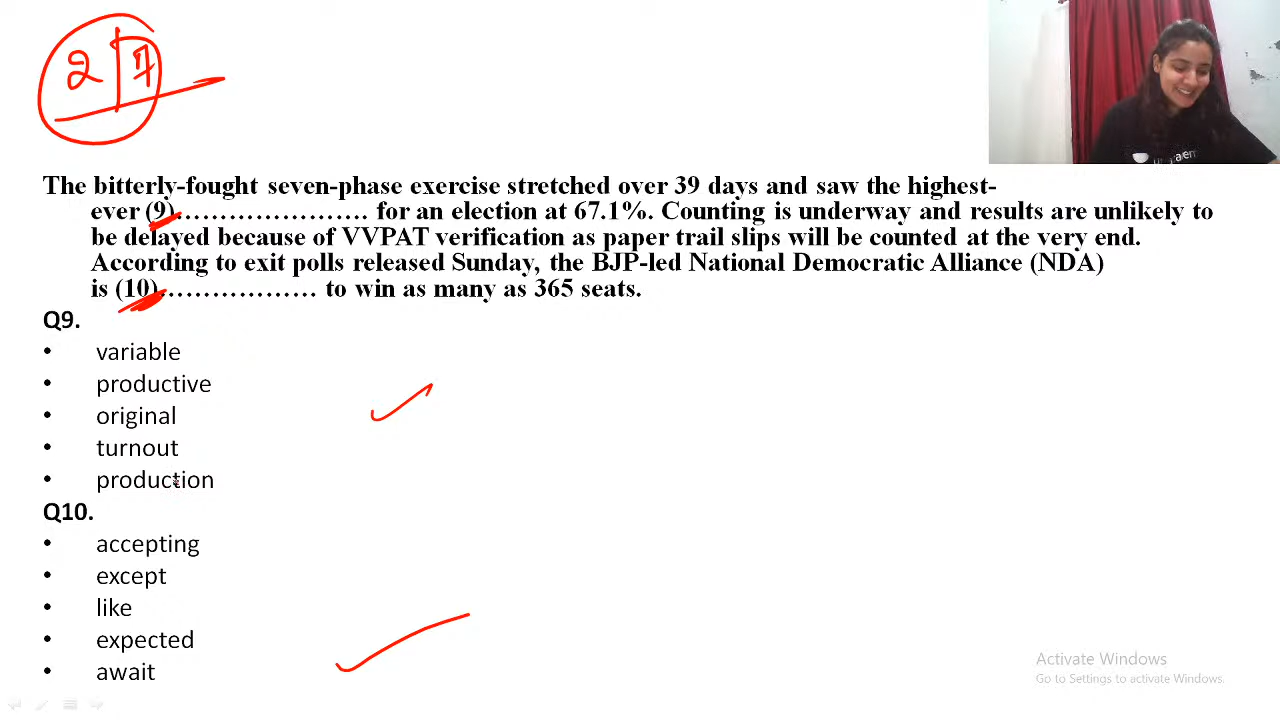 2 7
The bitterly-fought seven-phase exercise stretched over 39 days and saw the highest-
ever (9)…………………. for an election at 67.1%. Counting is underway and results are unlikely to
be delayed because of VVPAT verification as paper trail slips will be counted at the very end.
According to exit polls released Sunday, the BJP-led National Democratic Alliance (NDA)
is (10)……………… to win as many as 365 seats.
Q9.
• variable
• productive
• original
• turnout
• production
Q10.
• accepting
• except
• like
• expected
• await
Activate Windows
Go to Settings to activate Windows.